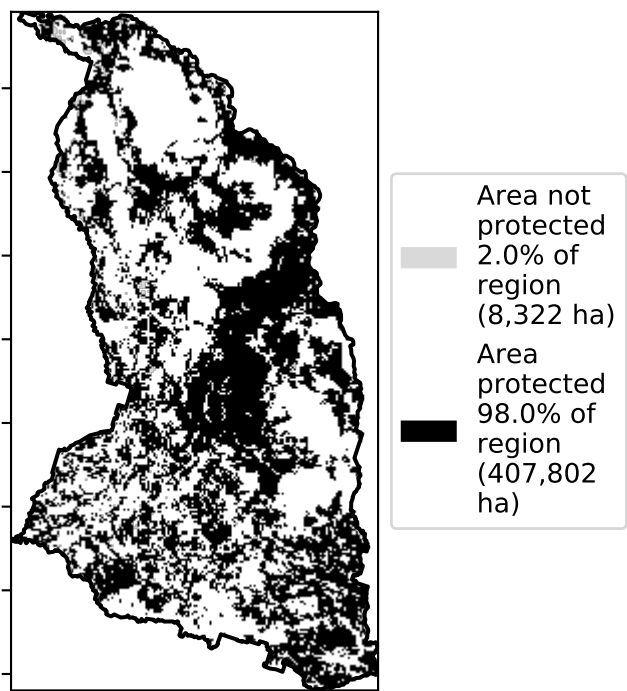 Area not
protected
2.0% of
region
(8,322 ha)
Area
protected
98.0% of
region
(407,802
ha)